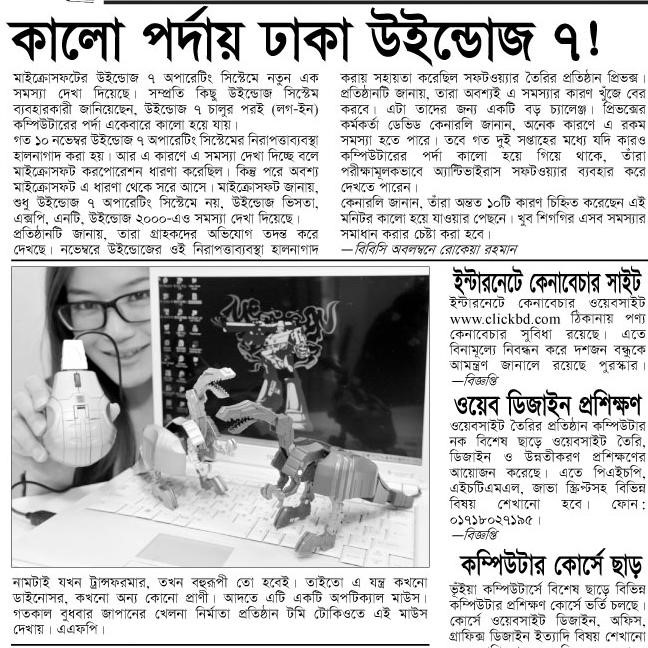 কালো পর্দায় ঢাকা উইন্ডোজ ৭!
মাইক্রোসফটের উইন্ডোজ ৭ অপারেটিং সিস্টেমে নতুন এক
সমস্যা দেখা দিয়েছে। সম্প্রতি কিছু উইন্ডোজ সিস্টেম
ব্যবহারকারী জানিয়েছেন, উইন্ডোজ ৭ চালুর পরই (লগ-ইন)
কম্পিউটারের পর্দা একেবারে কালো হয়ে যায়।
গত ১০ নভেম্বর উইন্ডোজ ৭ অপারেটিং সিস্টেমের নিরাপত্তাব্যবস্থা
হালনাগাদ করা হয়। আর এ কারণে এ সমস্যা দেখা দিচ্ছে বলে
মাইক্রোসফট করপোরেশন ধারণা করেছিল। কিন্তু পরে অবশ্য
মাইক্রোসফট এ ধারণা থেকে সরে আসে। মাইক্রোসফট জানায়,
শুধু উইন্ডোজ ৭ অপারেটিং সিস্টেমে নয়, উইন্ডোজ ভিসতা,
এক্সপি, এনটি, উইন্ডোজ ২০০০-এও সমস্যা দেখা দিয়েছে।
প্রতিষ্ঠানটি জানায়, তারা গ্রাহকদের অভিযোগ তদন্ত করে
দেখছে। নভেম্বরে উইন্ডোজের ওই নিরাপত্তাব্যবস্থা হালনাগাদ
করায় সহায়তা করেছিল সফটওয়্যার তৈরির প্রতিষ্ঠান প্রিভক্স।
প্রতিষ্ঠানটি জানায়, তারা অবশ্যই এ সমস্যার কারণ খুঁজে বের
করবে। এটা তাদের জন্য একটি বড় চ্যালেঞ্জ। প্রিভক্সের
কর্মকর্তা ডেভিড কেনারলি জানান, অনেক কারণে এ রকম
সমস্যা হতে পারে। তবে গত দুই সপ্তাহের মধ্যে যদি কারও
কম্পিউটারের পর্দা কালো হয়ে গিয়ে থাকে, তাঁরা
পরীক্ষামূলকভাবে অ্যান্টিভাইরাস সফটওয়্যার ব্যবহার করে
দেখতে পারেন।
কেনারলি জানান, তাঁরা অন্তত ১০টি কারণ চিহ্নিত করেছেন এই
মনিটর কালো হয়ে যাওয়ার পেছনে। খুব শিগগির এসব সমস্যার
সমাধান করার চেষ্টা করা হবে।
—বিবিসি অবলম্বনে রোকেয়া রহমান
নামটাই যখন ট্রান্সফরমার, তখন বহুরূপী তো হবেই। তাইতো এ যন্ত্র কখনো
ডাইনোসর, কখনো অন্য কোনো প্রাণী। আদতে এটি একটি অপটিক্যাল মাউস।
গতকাল বুধবার জাপানের খেলনা নির্মাতা প্রতিষ্ঠান টমি টোকিওতে এই মাউস
দেখায়। এএফপি।
ইন্টারনেটে কেনাবেচার সাইট
ইন্টারনেটে কেনাবেচার ওয়েবসাইট
www.clickbd.com ঠিকানায় পণ্য
কেনাবেচার সুবিধা রয়েছে। এতে
বিনামূল্যে নিবন্ধন করে দশজন বন্ধুকে
আমন্ত্রণ জানালে রয়েছে পুরস্কার।
—বিজ্ঞপ্তি
ওয়েব ডিজাইন প্রশিক্ষণ
ওয়েবসাইট তৈরির প্রতিষ্ঠান কম্পিউটার
নক বিশেষ ছাড়ে ওয়েবসাইট তৈরি,
ডিজাইন ও উন্নতীকরণ প্রশিক্ষণের
আয়োজন করেছে। এতে পিএইচপি,
এইচটিএমএল, জাভা স্ক্রিপ্টসহ বিভিন্ন
বিষয় শেখানো হবে। ফোন:
০১৭১৮০২৭১৯৫।
—বিজ্ঞপ্তি
কম্পিউটার কোর্সে ছাড়
ভূঁইয়া কম্পিউটার্সে বিশেষ ছাড়ে বিভিন্ন
কম্পিউটার প্রশিক্ষণ কোর্সে ভর্তি চলছে।
কোর্সে ওয়েবসাইট ডিজাইন, অফিস,
গ্রাফিক্স ডিজাইন ইত্যাদি বিষয় শেখানো